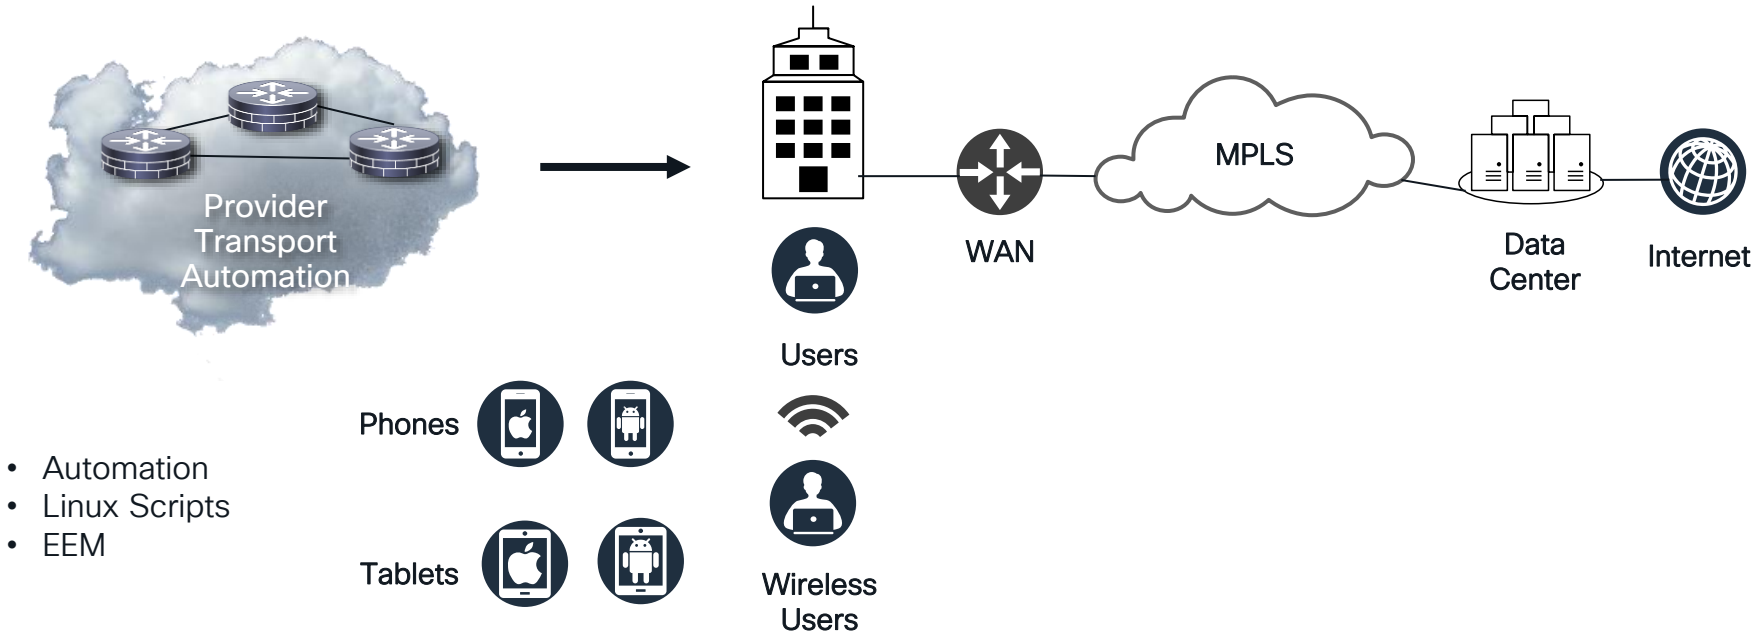 Provider
Transport
Automation
MPLS
WAN
Data
Center
Internet
Users
Phones
• Automation
• Linux Scripts
• EEM
Tablets
Wireless
Users